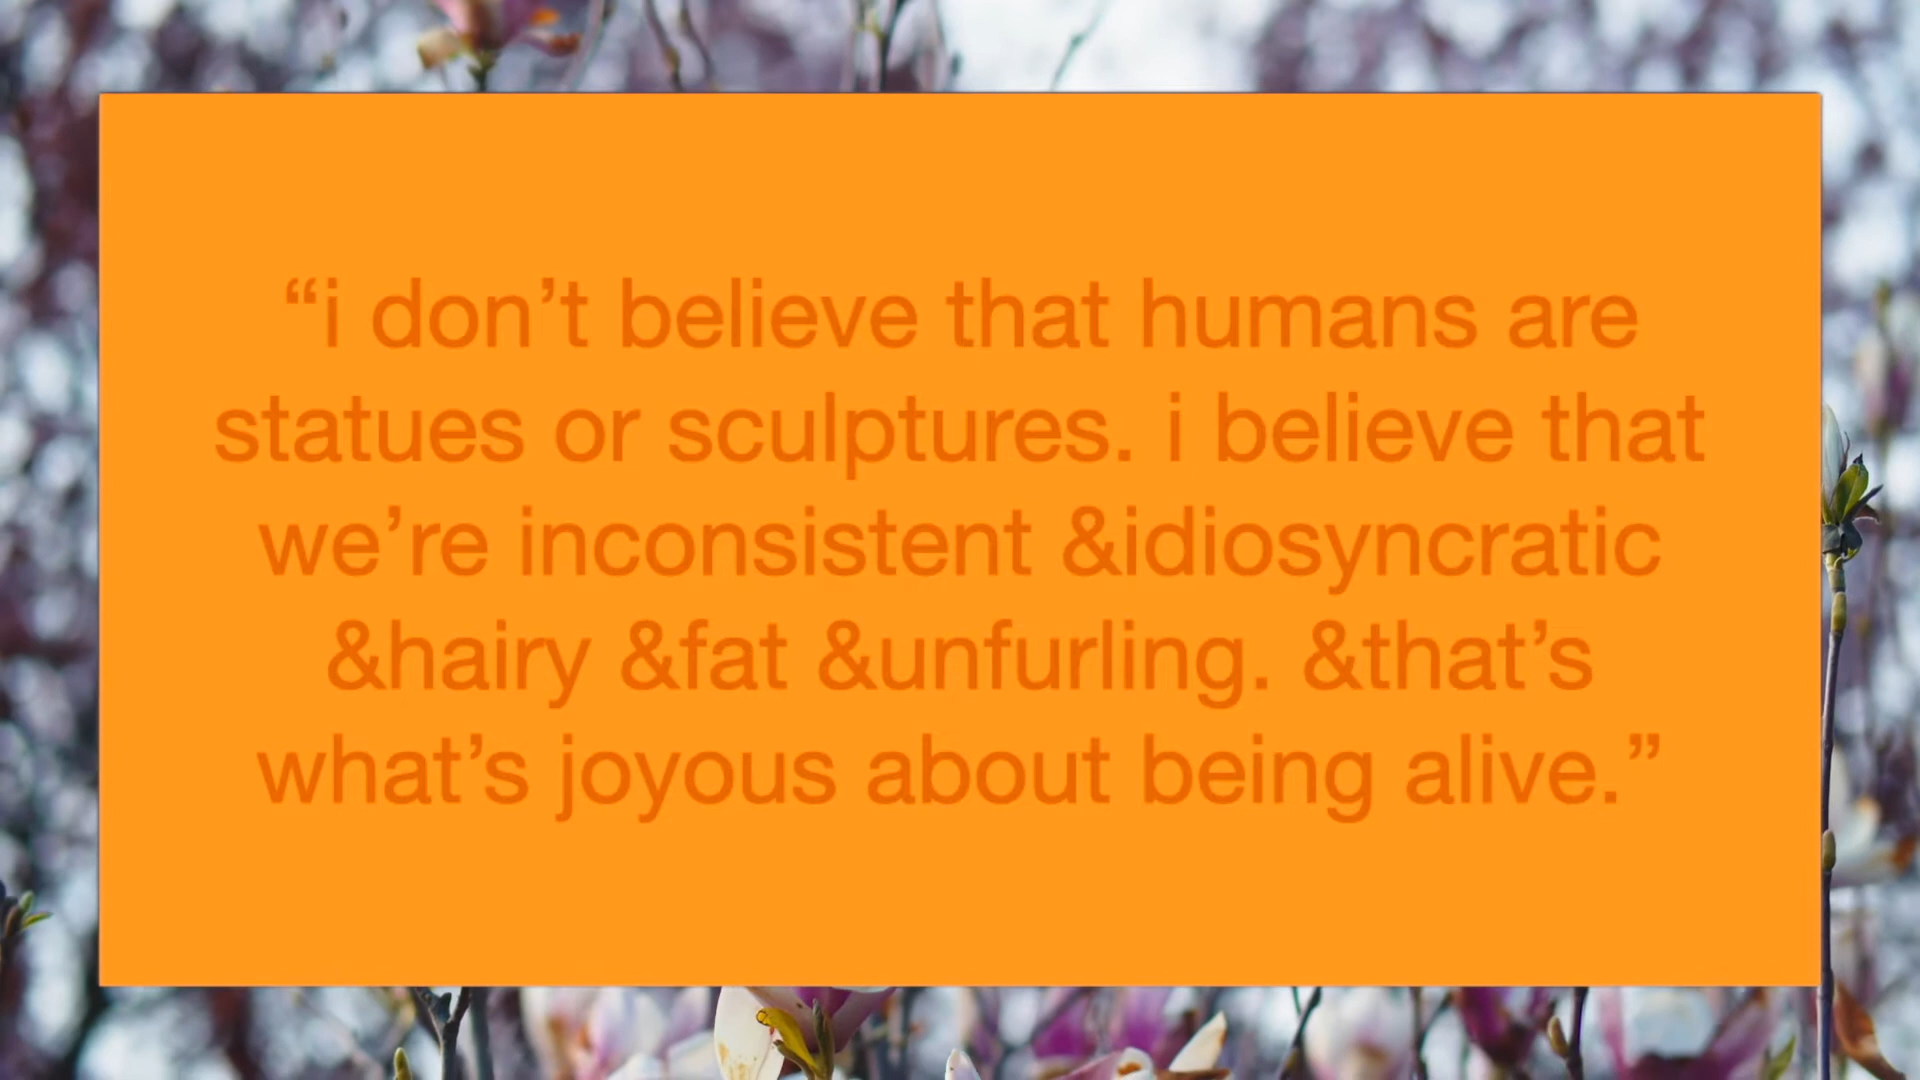 “i don’t believe that humans are
statues or sculptures. i believe that
we’re inconsistent &idiosyncratic
&hairy &fat &unfurling. &that’s
what’s joyous about being alive.”